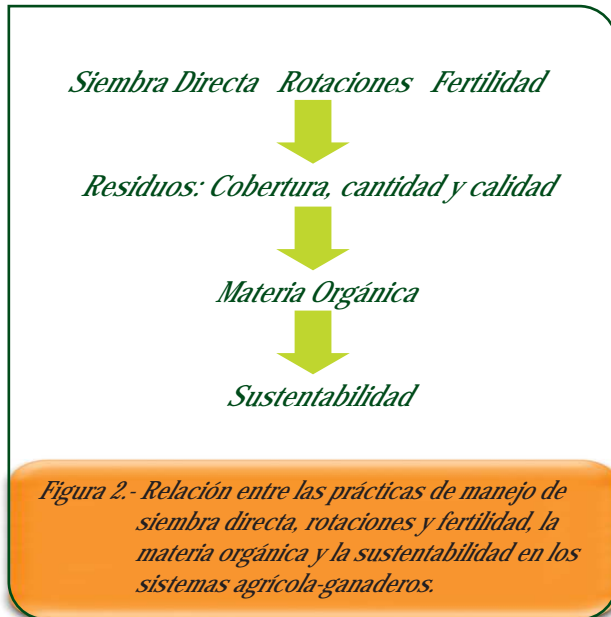 Siembra Directa Rotaciones Fertilidad
Residuos: Cobertura, cantidad y calidad
Materia Orgánica
Sustentabilidad
Figura 2.- Relación entre las prácticas de manejo de
siembra directa, rotaciones y fertilidad, la
materia orgánica y la sustentabilidad en los
sistemas agrícola-ganaderos.